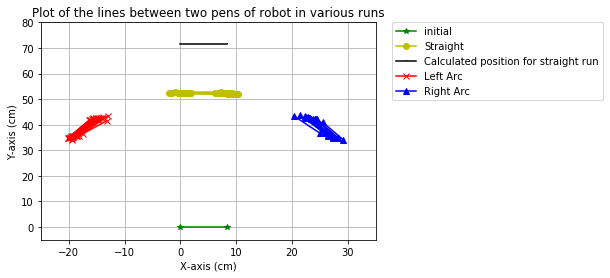 Plot of the lines between two pens of robot in various runs
initial
Straight
Calculated position for straight run
Left Arc
Right Arc
Y-axis (cm)
80
70
60
50
40
30
20
10
0
−20 −10 0 10 20 30
X-axis (cm)